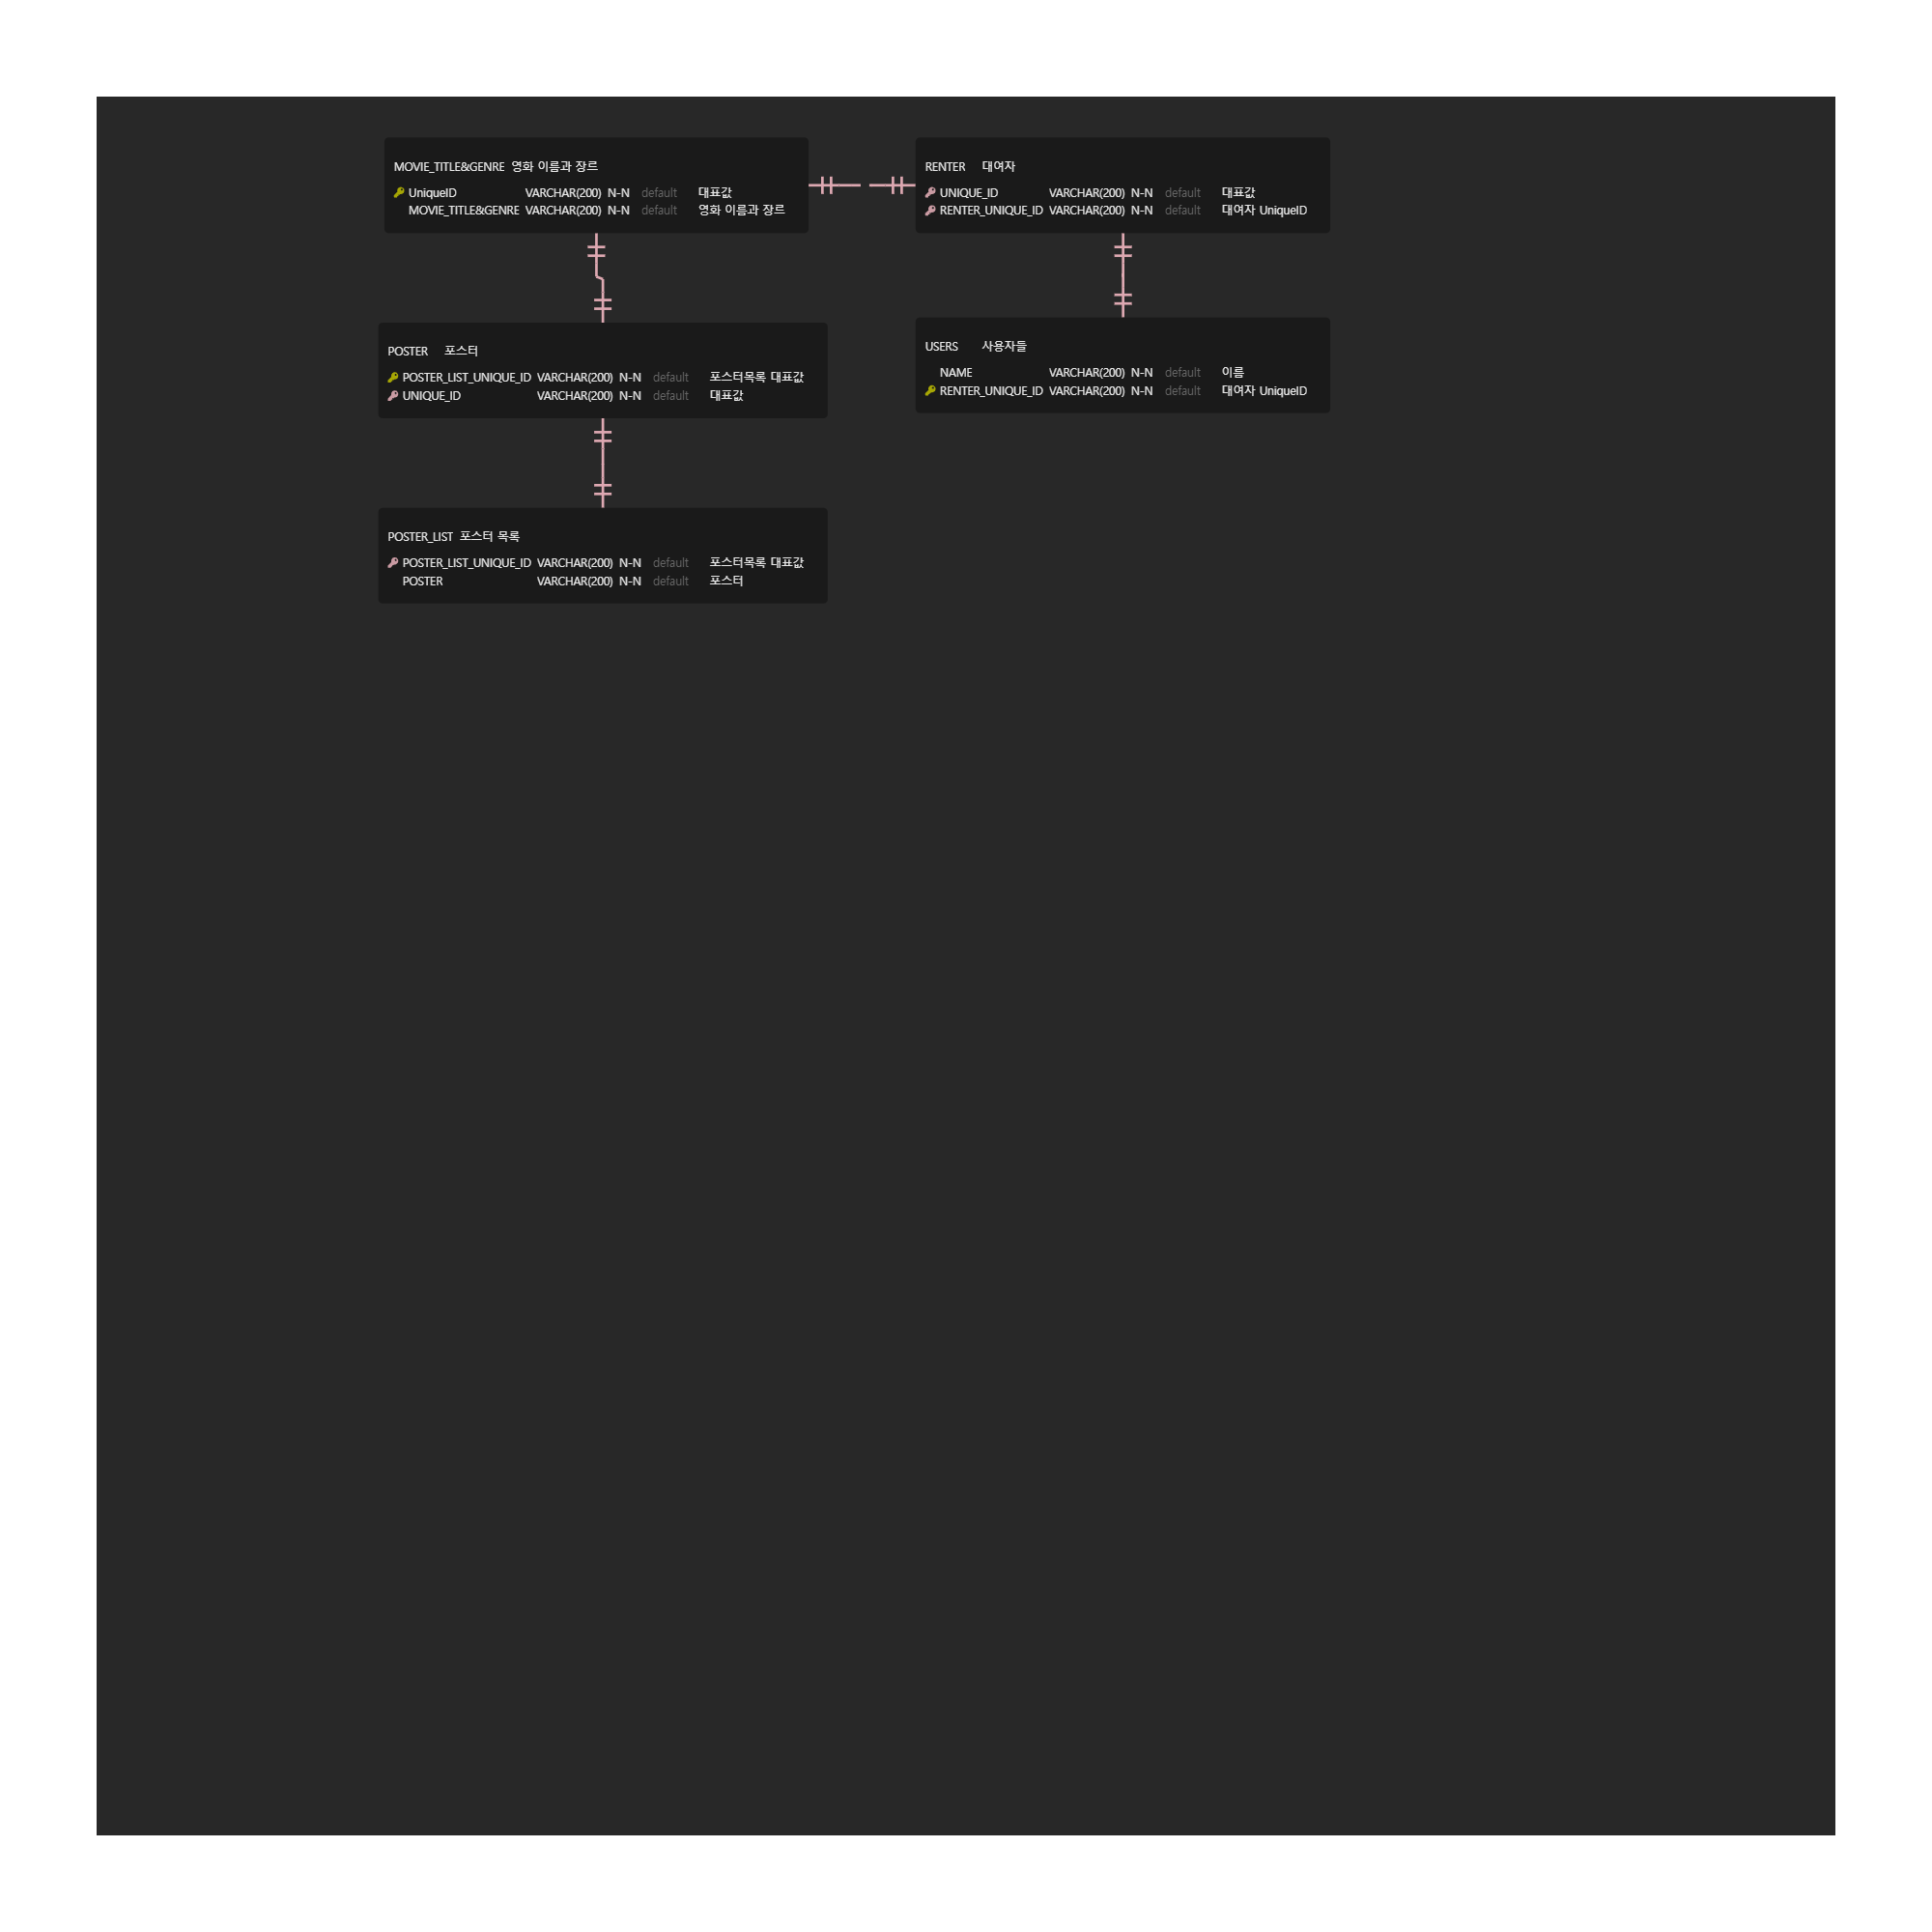 MOVIE_TITLE&GENRE 영화 이름과 장르
UniqueID VARCHAR(200) N-N default 대표값
MOVIE_TITLE&GENRE VARCHAR(200) N-N default 영화 이름과 장르
RENTER 대여자
UNIQUE_ID VARCHAR(200) N-N default 대표값
RENTER_UNIQUE_ID VARCHAR(200) N-N default 대여자 UniqueID
POSTER 포스터
POSTER_LIST_UNIQUE_ID VARCHAR(200) N-N default 포스터목록 대표값
UNIQUE_ID VARCHAR(200) N-N default 대표값
USERS 사용자들
NAME VARCHAR(200) N-N default 이름
RENTER_UNIQUE_ID VARCHAR(200) N-N default 대여자 UniqueID
POSTER_LIST 포스터 목록
POSTER_LIST_UNIQUE_ID VARCHAR(200) N-N default 포스터목록 대표값
POSTER VARCHAR(200) N-N default 포스터